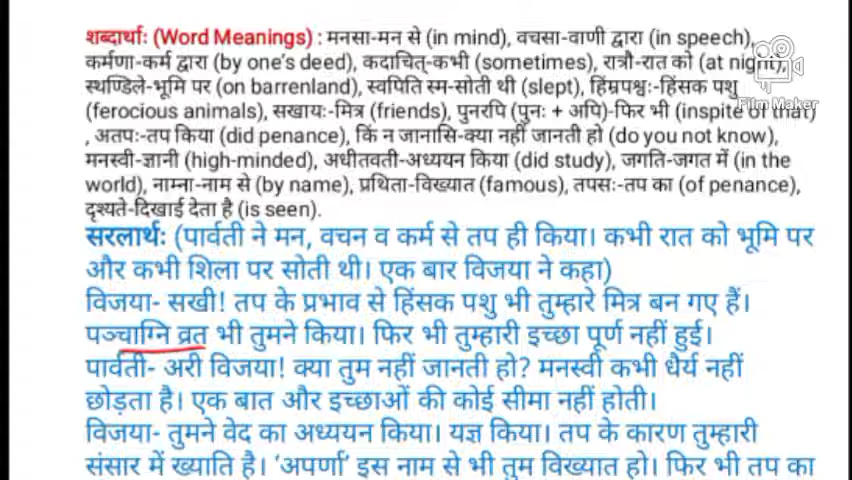 शब्दार्थाः (Word Meanings) : मनसा-मन से (in mind), वचसा-वाणी द्वारा (in speech),
कर्मणा-कर्म द्वारा (by one's deed), कदाचित्-कभी (sometimes), रात्रौ-रात को (at night),
स्थण्डिले-भूमि पर (on barrenland), स्वपिति स्म-सोती थी (slept), हिंम्रपश्वः-हिंसक पशु
(ferocious animals), सखायः-मित्र (friends), पुनरपि (पुनः + अपि)-फिर भी (inspite of that)
Film Maker
, अतपः-तप किया (did penance), किं न जानासि-क्या नहीं जानती हो (do you not know),
मनस्वी-ज्ञानी (high-minded), अधीतवती-अध्ययन किया (did study), जगति-जगत में (in the
world), नाम्ना-नाम से (by name), प्रथिता-विख्यात (famous), तपसः-तप का (of penance),
दृश्यते-दिखाई देता है (is seen).
सरलार्थः (पार्वती ने मन, वचन व कर्म से तप ही किया। कभी रात को भूमि पर
और कभी शिला पर सोती थी। एक बार विजया ने कहा)
विजया- सखी! तप के प्रभाव से हिंसक पशु भी तुम्हारे मित्र बन गए हैं।
पञ्चाग्नि व्रत भी तुमने किया। फिर भी तुम्हारी इच्छा पूर्ण नहीं हुई।
पार्वती- अरी विजया! क्या तुम नहीं जानती हो? मनस्वी कभी धैर्य नहीं
छोड़ता है। एक बात और इच्छाओं की कोई सीमा नहीं होती।
विजया- तुमने वेद का अध्ययन किया। यज्ञ किया। तप के कारण तुम्हारी
संसार में ख्याति है। 'अपर्णा' इस नाम से भी तुम विख्यात हो। फिर भी तप का